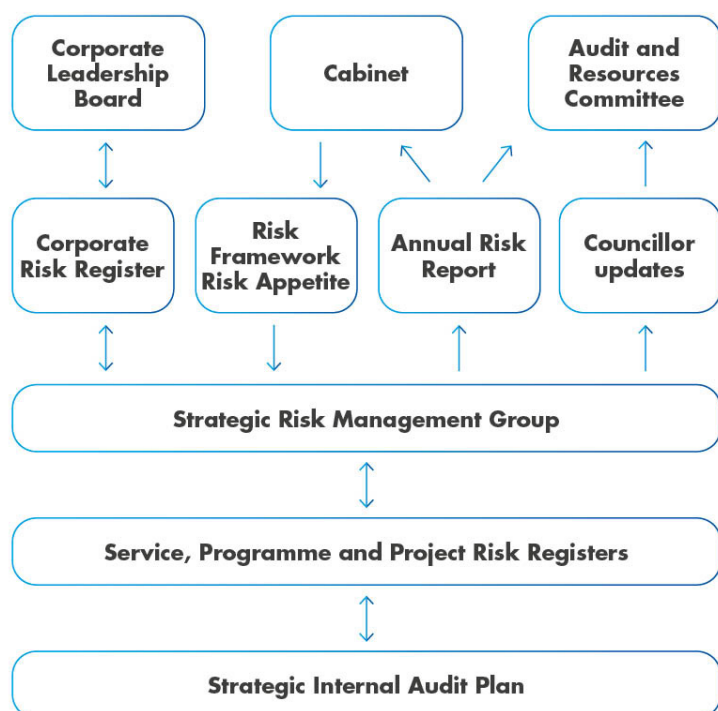 Corporate
Leadership
Board
Cabinet
Audit and
Resources
Committee
Corporate
Risk Register
Risk
Framework
Risk Appetite
Annual Risk
Report
Councillor
updates
Strategic Risk Management Group
Service, Programme and Project Risk Registers
Strategic Internal Audit Plan